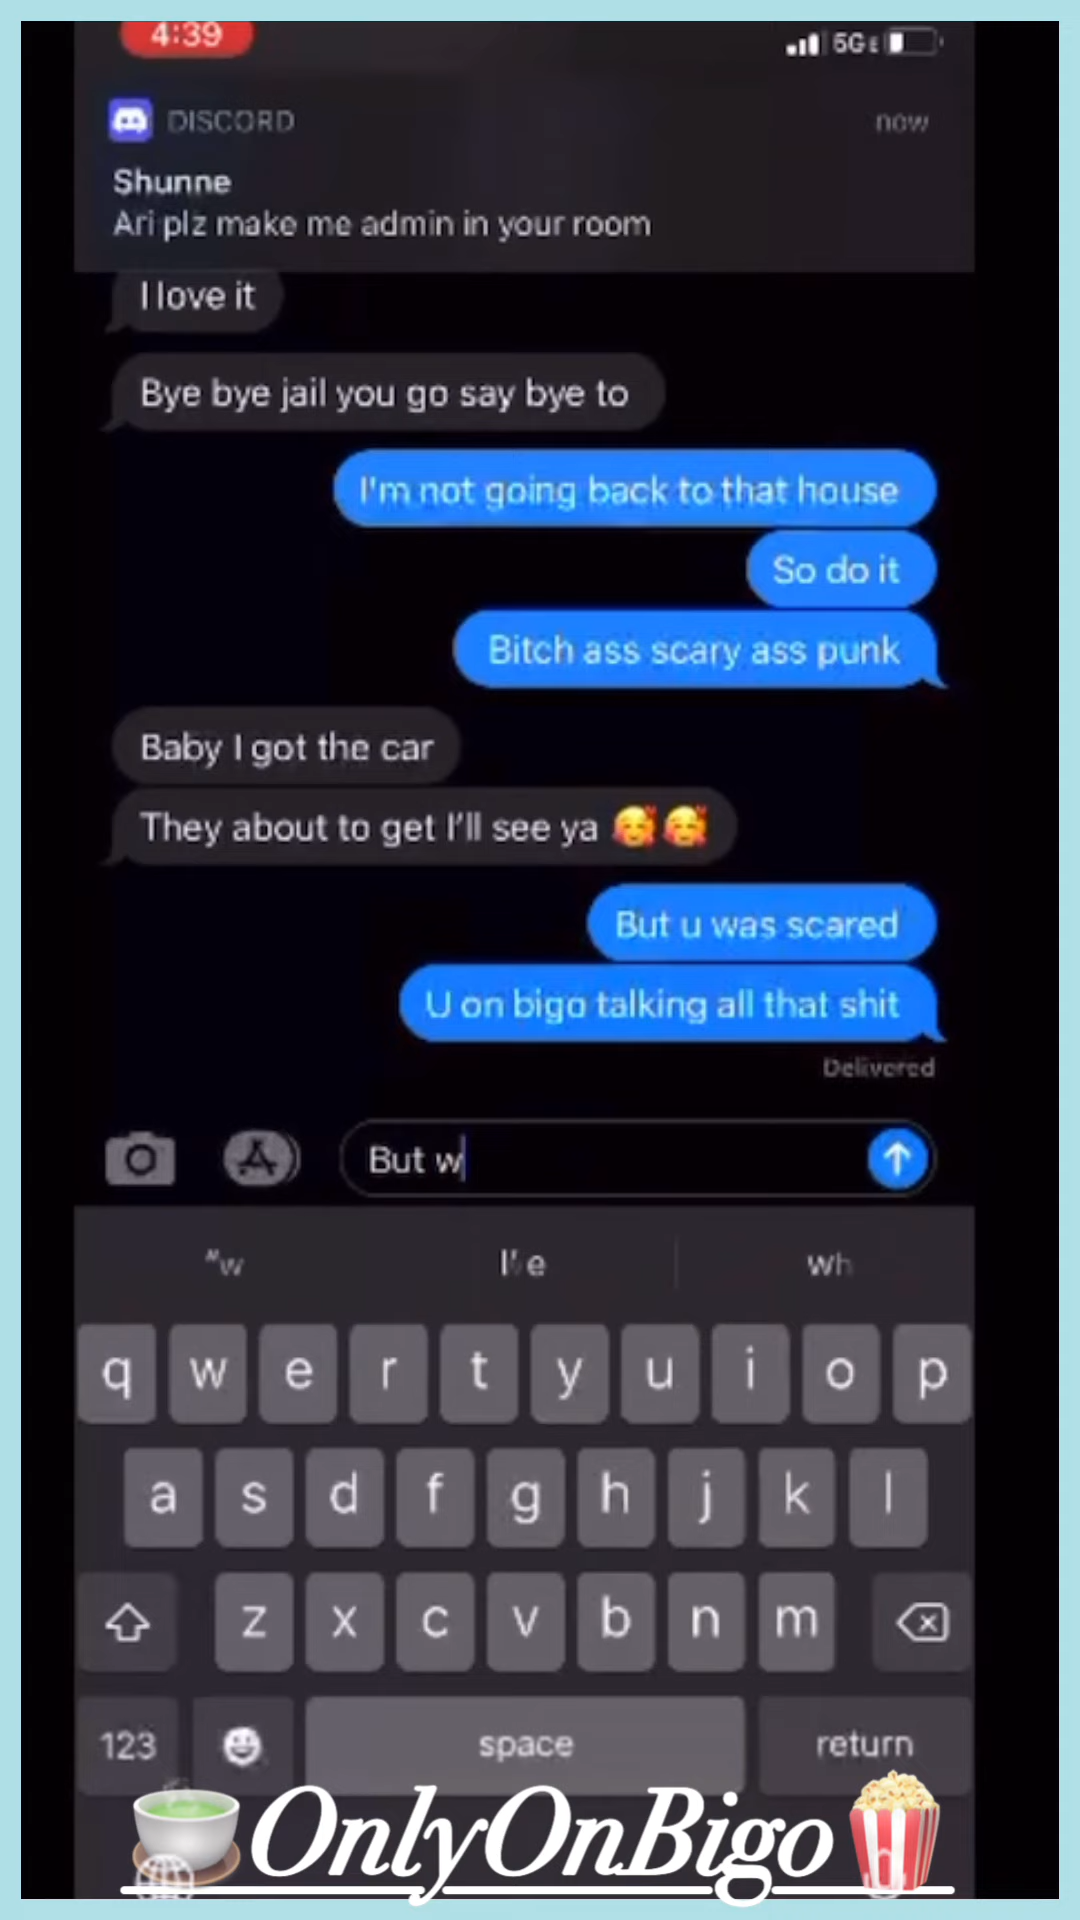 4:39
5GE
DISCORD
now
Shunne
Ari plz make me admin in your room
I love it
Bye bye jail you go say bye to
I'm not going back to that house
So do it
Bitch ass scary ass punk
Baby I got the car
They about to get I'll see ya 🥰🥰
But u was scared
U on bigo talking all that shit
Delivered
But w
q w e r t y u i o p
a s d f g h j k l
z x c v b n m
123
space
return
OnlyOnBigo